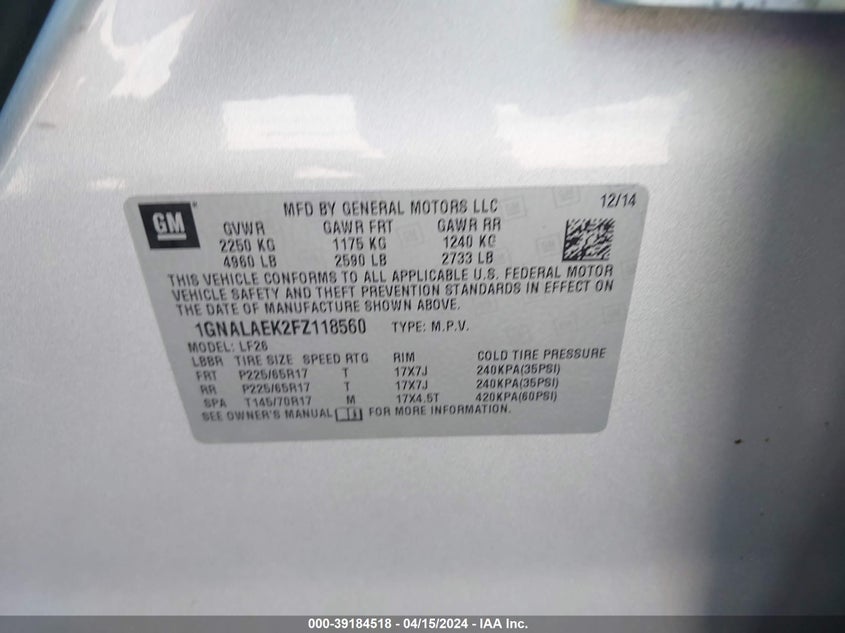 GM
MFD BY GENERAL MOTORS LLC 12/14
GVWR GAWR FRT GAWR RR
2250 KG 1175 KG 1240 KG
4960 LB 2590 LB 2733 LB
THIS VEHICLE CONFORMS TO ALL APPLICABLE U.S. FEDERAL MOTOR
VEHICLE SAFETY AND THEFT PREVENTION STANDARDS IN EFFECT ON
THE DATE OF MANUFACTURE SHOWN ABOVE.
1GNALAEK2FZ118560 TYPE: M.P.V.
MODEL: LF26
LBBR TIRE SIZE SPEED RTG RIM COLD TIRE PRESSURE
FRT P225/65R17 T 17X7J 240KPA(35PSI)
RR P225/65R17 T 17X7J 240KPA(35PSI)
SPA T145/70R17 M 17X4.5T 420KPA(60PSI)
SEE OWNER'S MANUAL FOR MORE INFORMATION.
000-39184518 - 04/15/2024 - IAA Inc.